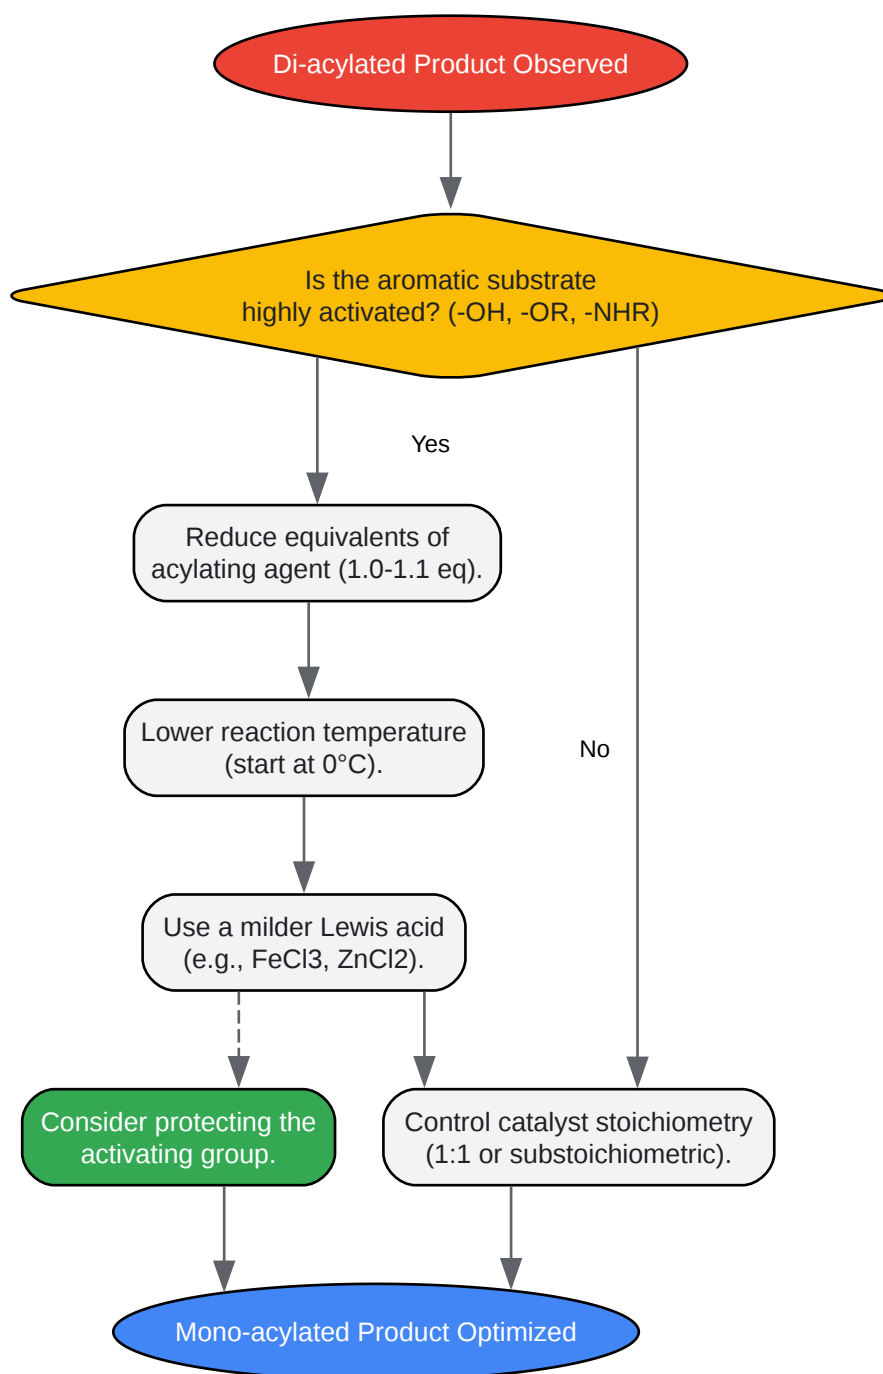 Di-acylated Product Observed
Is the aromatic substrate
highly activated? (-OH, -OR, -NHR)
Yes
Reduce equivalents of
acylating agent (1.0-1.1 eq).
Lower reaction temperature
(start at 0°C).
No
Use a milder Lewis acid
(e.g., FeCl3, ZnCl2).
Consider protecting the
activating group.
Control catalyst stoichiometry
(1:1 or substoichiometric).
Mono-acylated Product Optimized